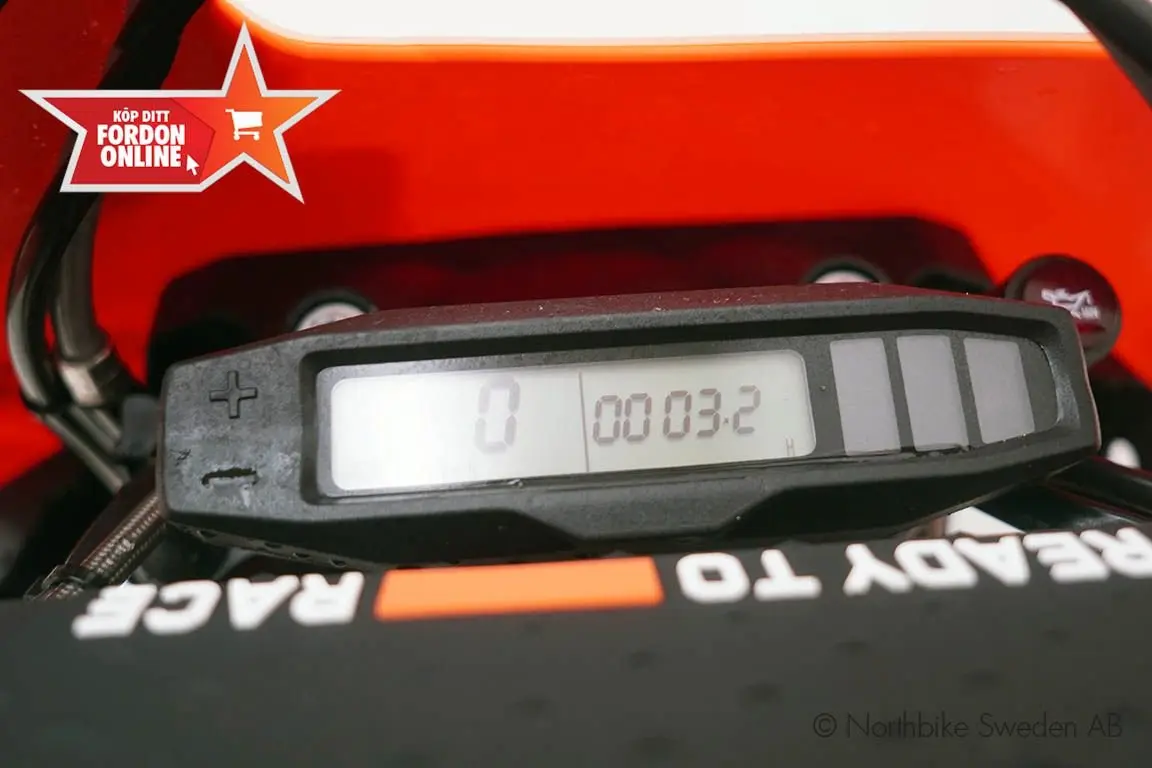 KÖP DITT
FORDON
ONLINE
0 0003.2
H
READY TO RACE
© Northbike Sweden AB